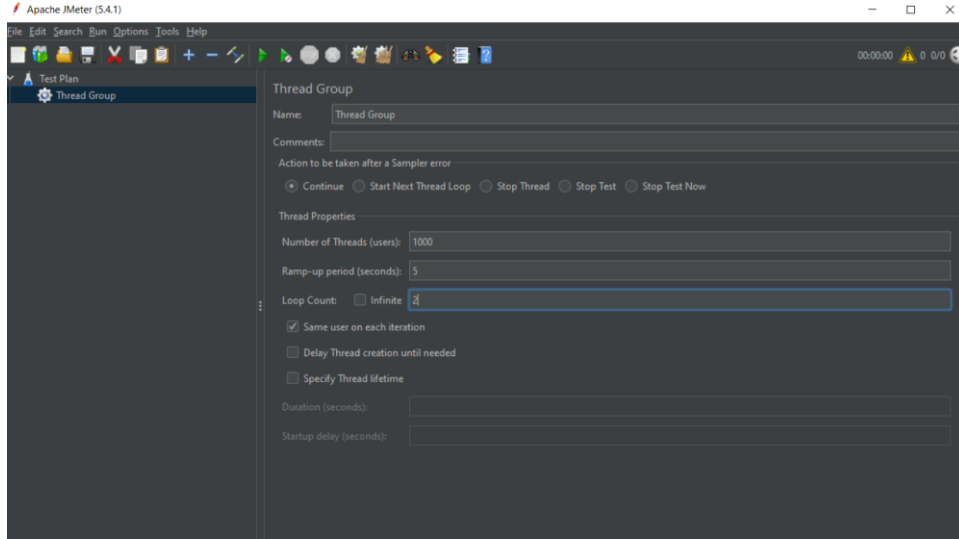 Apache JMeter (5.4.1)
File Edit Search Run Options Tools Help
00:00:00 0 0/0
Test Plan
Thread Group
Thread Group
Name: Thread Group
Comments:
Action to be taken after a Sampler error
Continue Start Next Thread Loop Stop Thread Stop Test Stop Test Now
Thread Properties
Number of Threads (users): 1000
Ramp-up period (seconds): 5
Loop Count: Infinite 2
Same user on each iteration
Delay Thread creation until needed
Specify Thread lifetime
Duration (seconds):
Startup delay (seconds):